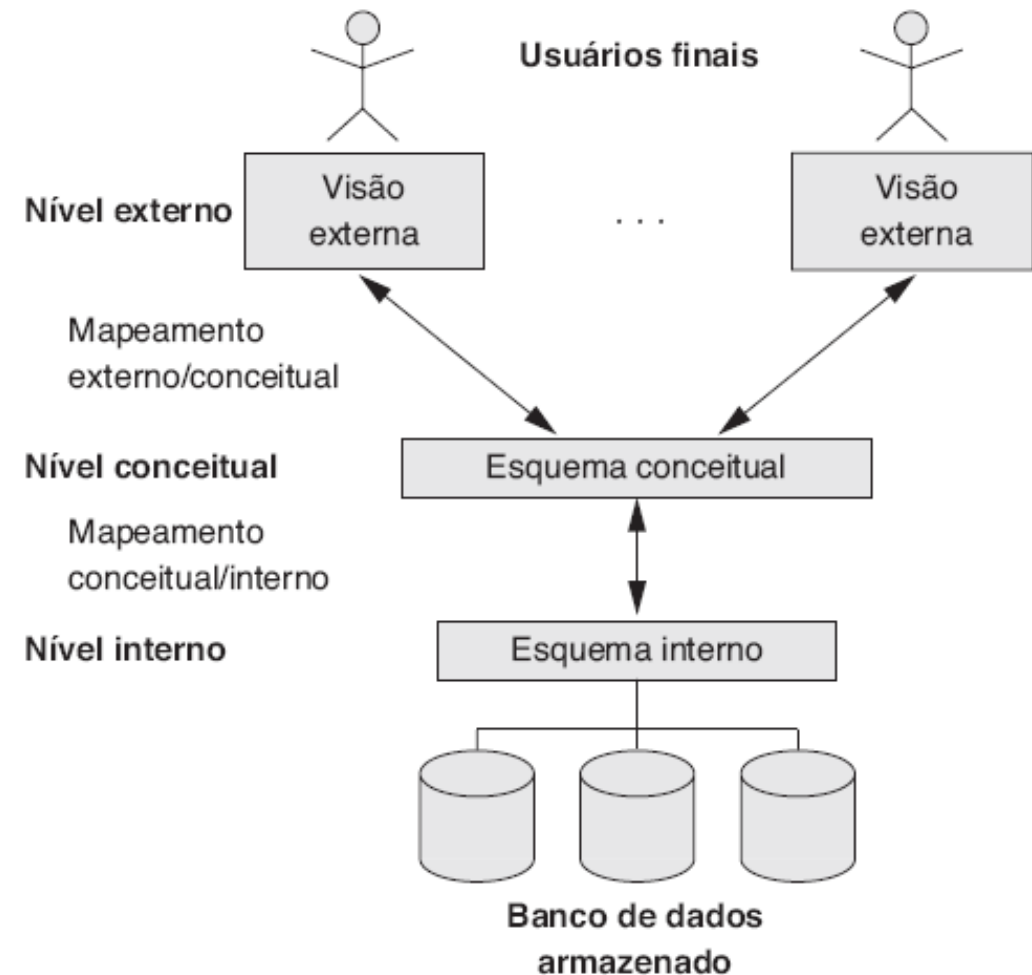 Usuários finais
Nível externo
Visão
externa
. . .
Visão
externa
Mapeamento
externo/conceitual
Nível conceitual
Esquema conceitual
Mapeamento
conceitual/interno
Nível interno
Esquema interno
Banco de dados
armazenado